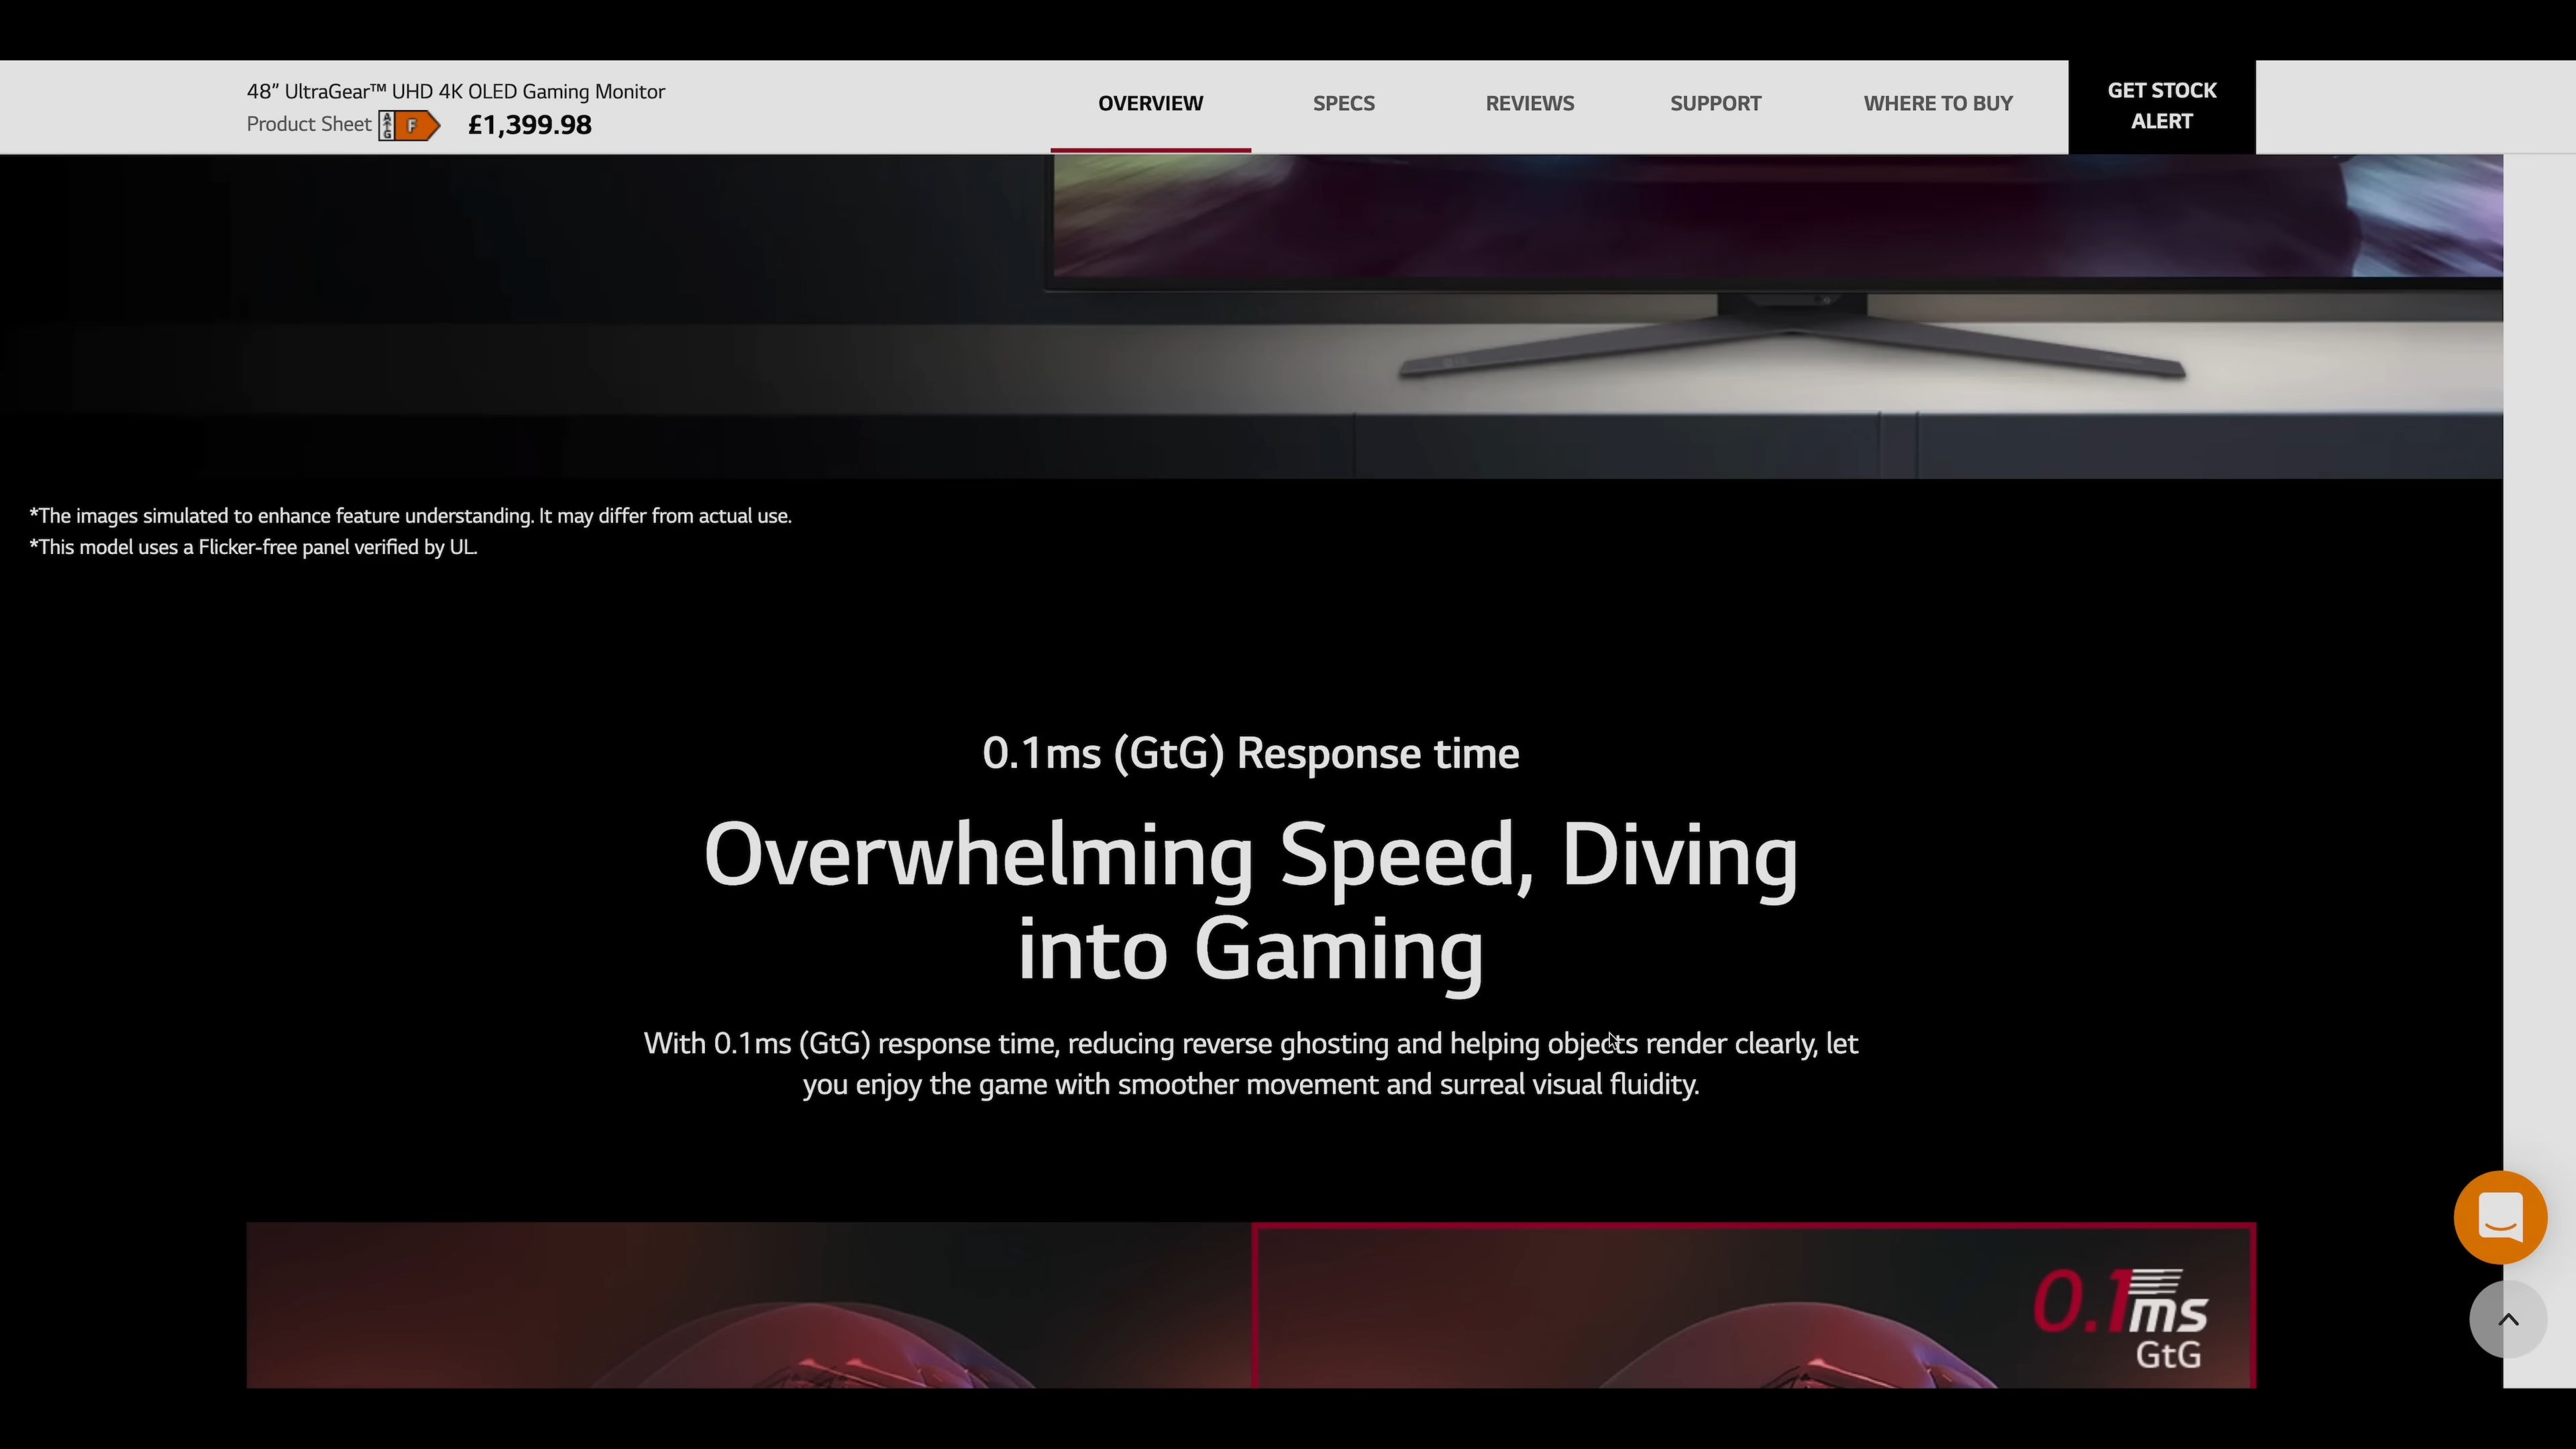 48” UltraGear™ UHD 4K OLED Gaming Monitor
Product Sheet A G F £1,399.98
OVERVIEW
SPECS
REVIEWS
SUPPORT
WHERE TO BUY
GET STOCK
ALERT
*The images simulated to enhance feature understanding. It may differ from actual use.
*This model uses a Flicker-free panel verified by UL.
0.1ms (GtG) Response time
Overwhelming Speed, Diving
into Gaming
With 0.1ms (GtG) response time, reducing reverse ghosting and helping objects render clearly, let
you enjoy the game with smoother movement and surreal visual fluidity.
0.1ms
GtG